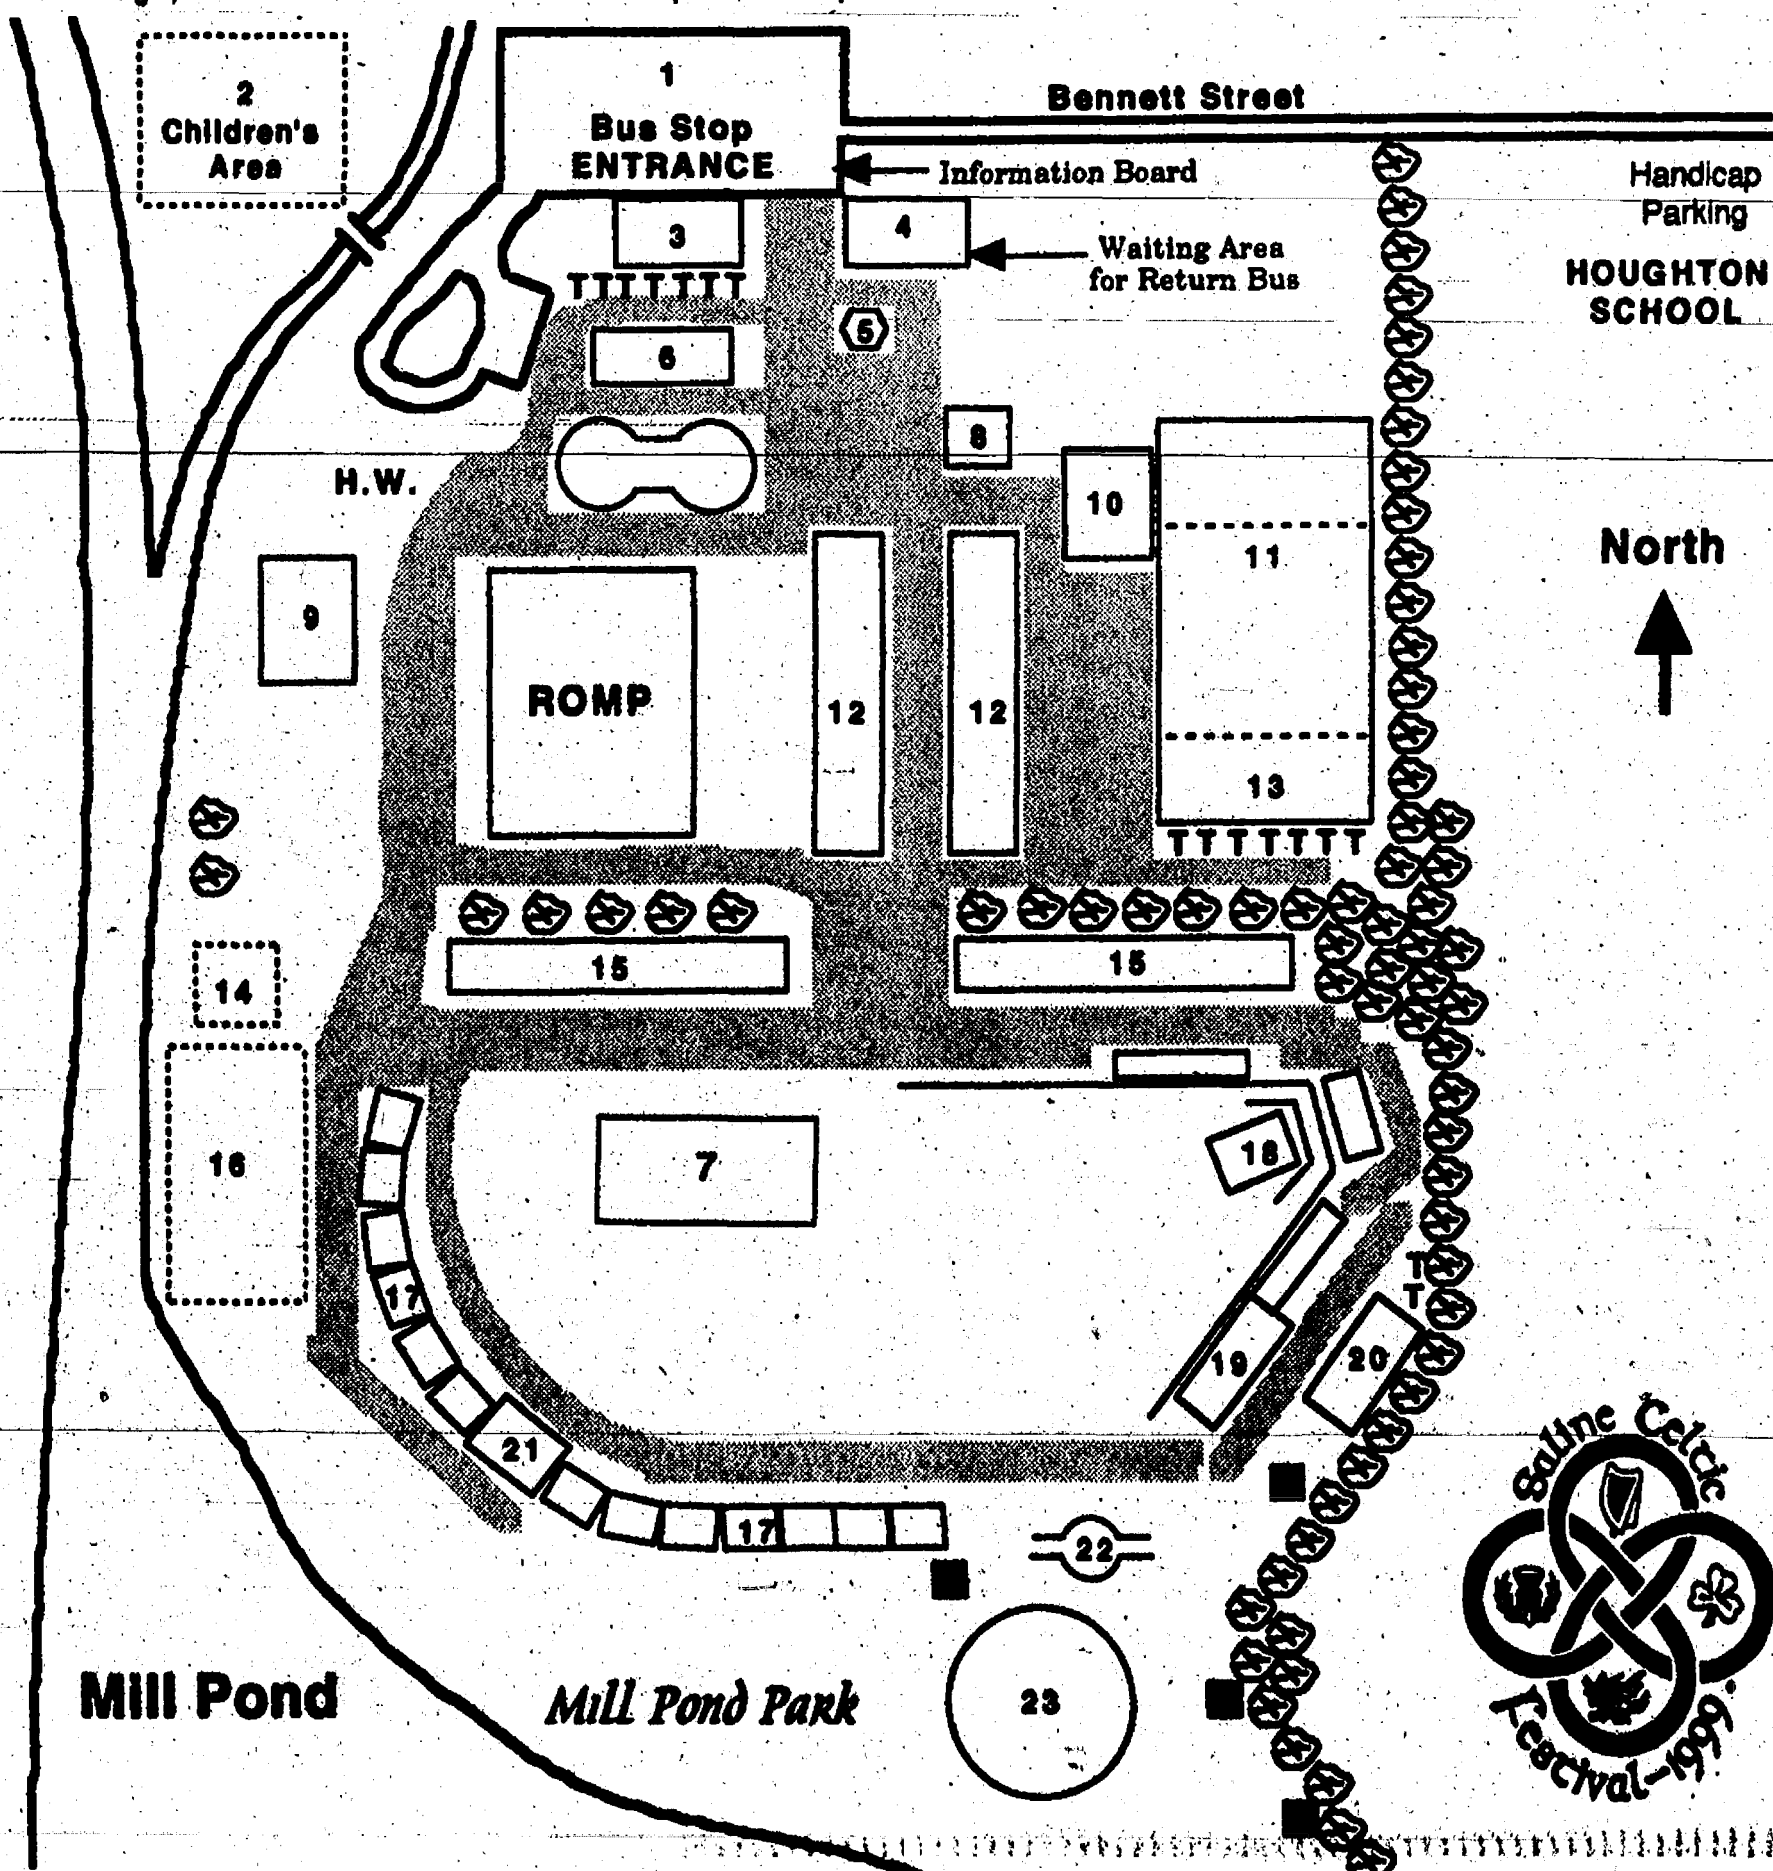 2
Children's
Area
1
Bus Stop
ENTRANCE
Bennett Street
Information Board
Handicap
Parking
3
4
Waiting Area
for Return Bus
HOUGHTON
SCHOOL
TTTTTTT
5
6
8
H.W.
10
11
North
9
ROMP
12
12
13
TTTTTTT
15
15
14
16
7
18
T
T
17
19
20
21
17
22
23
Mill Pond
Mill Pond Park
Saline Celtic
Festival-1999